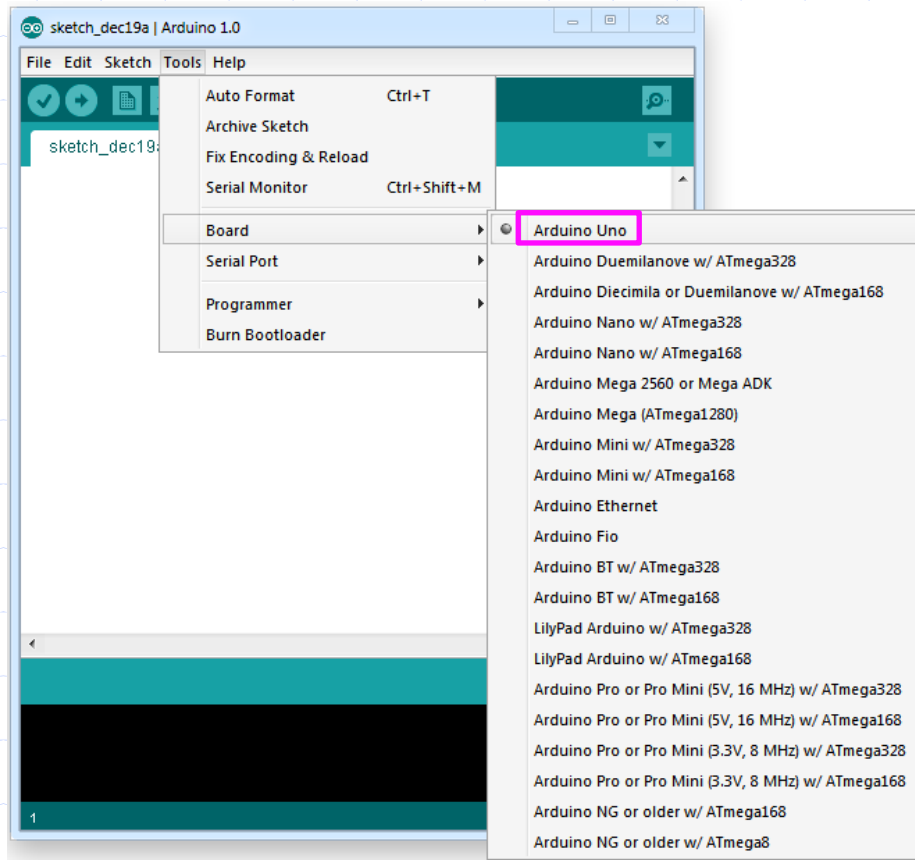 sketch_dec19a | Arduino 1.0
File Edit Sketch Tools Help
Auto Format Ctrl+T
Archive Sketch
sketch_dec19a
Fix Encoding & Reload
Serial Monitor Ctrl+Shift+M
Board
Serial Port
Programmer
Burn Bootloader
Arduino Uno
Arduino Duemilanove w/ ATmega328
Arduino Diecimila or Duemilanove w/ ATmega168
Arduino Nano w/ ATmega328
Arduino Nano w/ ATmega168
Arduino Mega 2560 or Mega ADK
Arduino Mega (ATmega1280)
Arduino Mini w/ ATmega328
Arduino Mini w/ ATmega168
Arduino Ethernet
Arduino Fio
Arduino BT w/ ATmega328
Arduino BT w/ ATmega168
LilyPad Arduino w/ ATmega328
LilyPad Arduino w/ ATmega168
Arduino Pro or Pro Mini (5V, 16 MHz) w/ ATmega328
Arduino Pro or Pro Mini (5V, 16 MHz) w/ ATmega168
Arduino Pro or Pro Mini (3.3V, 8 MHz) w/ ATmega328
Arduino Pro or Pro Mini (3.3V, 8 MHz) w/ ATmega168
Arduino NG or older w/ ATmega168
Arduino NG or older w/ ATmega8
1